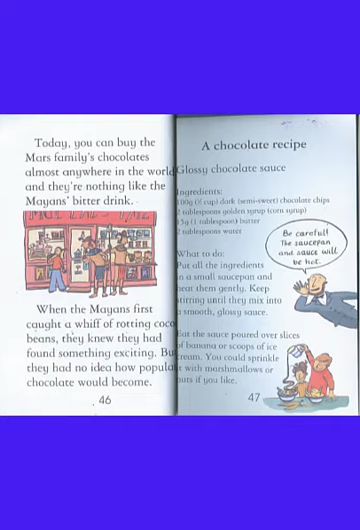 Today, you can buy the
Mars family's chocolates
almost anywhere in the world
and they're nothing like the
Mayans' bitter drink.
When the Mayans first
caught a whiff of rotting coco
beans, they knew they had
found something exciting. Bu
they had no idea how popula
chocolate would become.
46
A chocolate recipe
Glossy chocolate sauce
Ingredients:
100g (½ cup) dark (semi-sweet) chocolate chips
2 tablespoons golden syrup (corn syrup)
15g (1 tablespoon) butter
2 tablespoons water
What to do:
Put all the ingredients
in a small saucepan and
heat them gently. Keep
stirring until they mix into
a smooth, glossy sauce.
Be careful!
The saucepan
and sauce will
be hot.
Eat the sauce poured over slices
of banana or scoops of ice
cream. You could sprinkle
it with marshmallows or
nuts if you like.
47